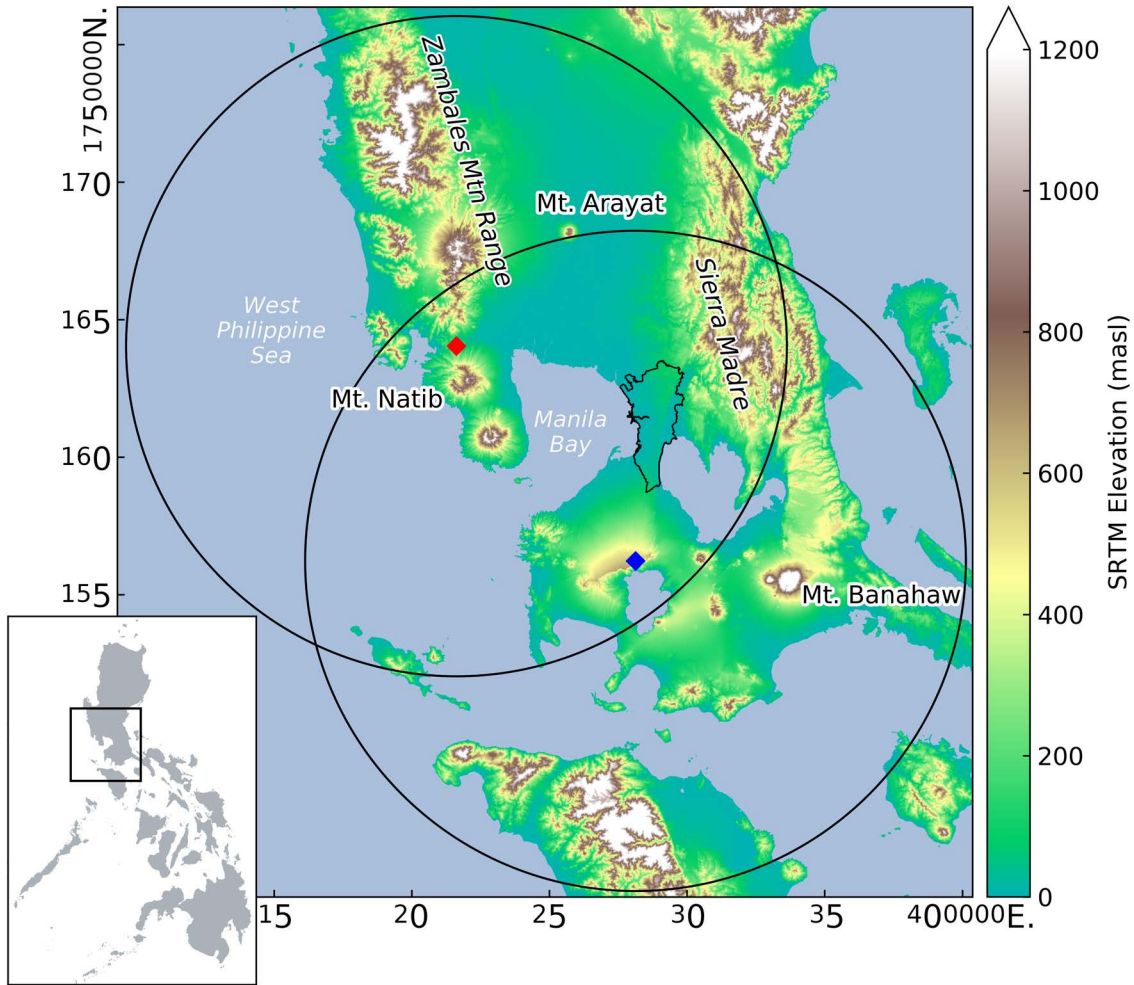 1750000N.
170
165
160
155
Zambales Mtn Range
Mt. Arayat
Sierra Madre
West
Philippine
Sea
Mt. Natib
Manila
Bay
Mt. Banahaw
15
20
25
30
35
400000E.
1200
1000
800
600
400
200
0
SRTM Elevation (masl)